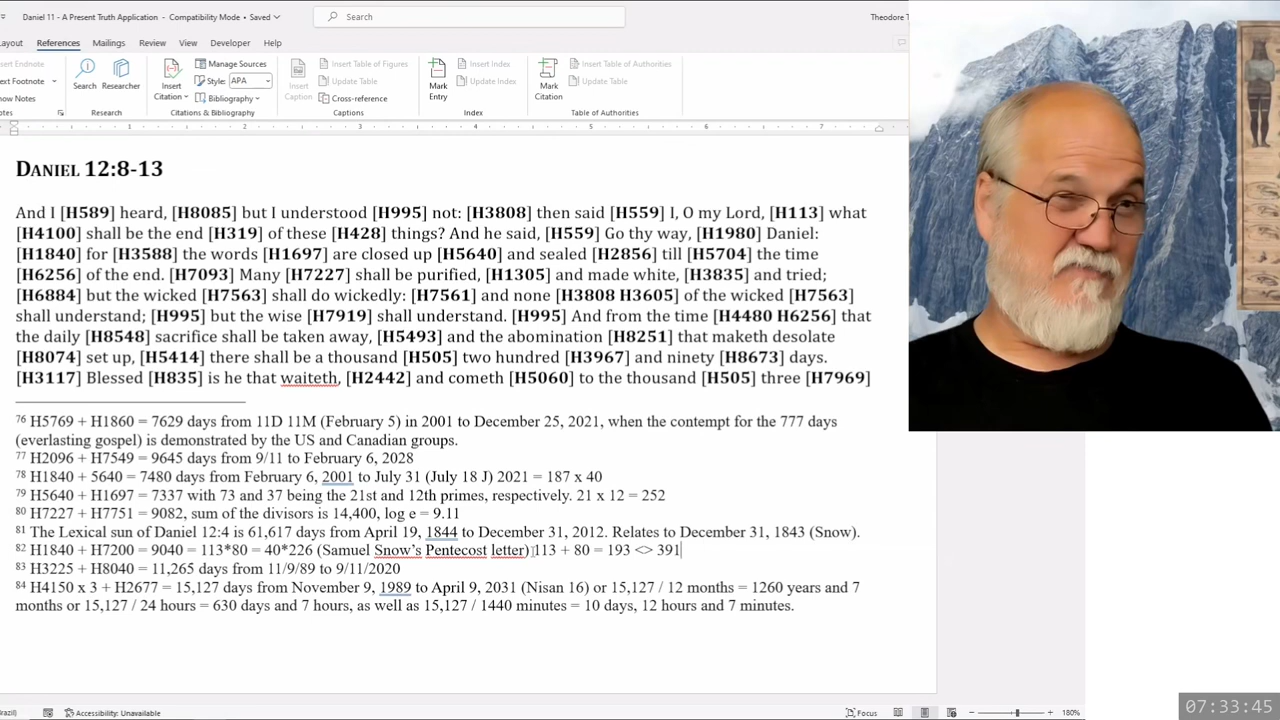 Daniel 11 - A Present Truth Application - Compatibility Mode • Saved
Search
Theodore T
Layout References Mailings Review View Developer Help
Insert Endnote
Next Footnote
Show Notes
Search
Researcher
Research
Insert Citation
Manage Sources
Style: APA
Bibliography
Citations & Bibliography
Insert Caption
Insert Table of Figures
Update Table
Cross-reference
Captions
Mark Entry
Insert Index
Update Index
Index
Mark Citation
Insert Table of Authorities
Update Table
Table of Authorities
4 5 6 7
DANIEL 12:8-13
And I [H589] heard, [H8085] but I understood [H995] not: [H3808] then said [H559] I, O my Lord, [H113] what
[H4100] shall be the end [H319] of these [H428] things? And he said, [H559] Go thy way, [H1980] Daniel:
[H1840] for [H3588] the words [H1697] are closed up [H5640] and sealed [H2856] till [H5704] the time
[H6256] of the end. [H7093] Many [H7227] shall be purified, [H1305] and made white, [H3835] and tried;
[H6884] but the wicked [H7563] shall do wickedly: [H7561] and none [H3808 H3605] of the wicked [H7563]
shall understand; [H995] but the wise [H7919] shall understand. [H995] And from the time [H4480 H6256] that
the daily [H8548] sacrifice shall be taken away, [H5493] and the abomination [H8251] that maketh desolate
[H8074] set up, [H5414] there shall be a thousand [H505] two hundred [H3967] and ninety [H8673] days.
[H3117] Blessed [H835] is he that waiteth, [H2442] and cometh [H5060] to the thousand [H505] three [H7969]
76 H5769 + H1860 = 7629 days from 11D 11M (February 5) in 2001 to December 25, 2021, when the contempt for the 777 days
(everlasting gospel) is demonstrated by the US and Canadian groups.
77 H2096 + H7549 = 9645 days from 9/11 to February 6, 2028
78 H1840 + 5640 = 7480 days from February 6, 2001 to July 31 (July 18 J) 2021 = 187 x 40
79 H5640 + H1697 = 7337 with 73 and 37 being the 21st and 12th primes, respectively. 21 x 12 = 252
80 H7227 + H7751 = 9082, sum of the divisors is 14,400, log e = 9.11
81 The Lexical sun of Daniel 12:4 is 61,617 days from April 19, 1844 to December 31, 2012. Relates to December 31, 1843 (Snow).
82 H1840 + H7200 = 9040 = 113*80 = 40*226 (Samuel Snow's Pentecost letter) 113 + 80 = 193 <> 391
83 H3225 + H8040 = 11,265 days from 11/9/89 to 9/11/2020
84 H4150 x 3 + H2677 = 15,127 days from November 9, 1989 to April 9, 2031 (Nisan 16) or 15,127 / 12 months = 1260 years and 7
months or 15,127 / 24 hours = 630 days and 7 hours, as well as 15,127 / 1440 minutes = 10 days, 12 hours and 7 minutes.
Accessibility: Unavailable
Focus
180%
07:33:45